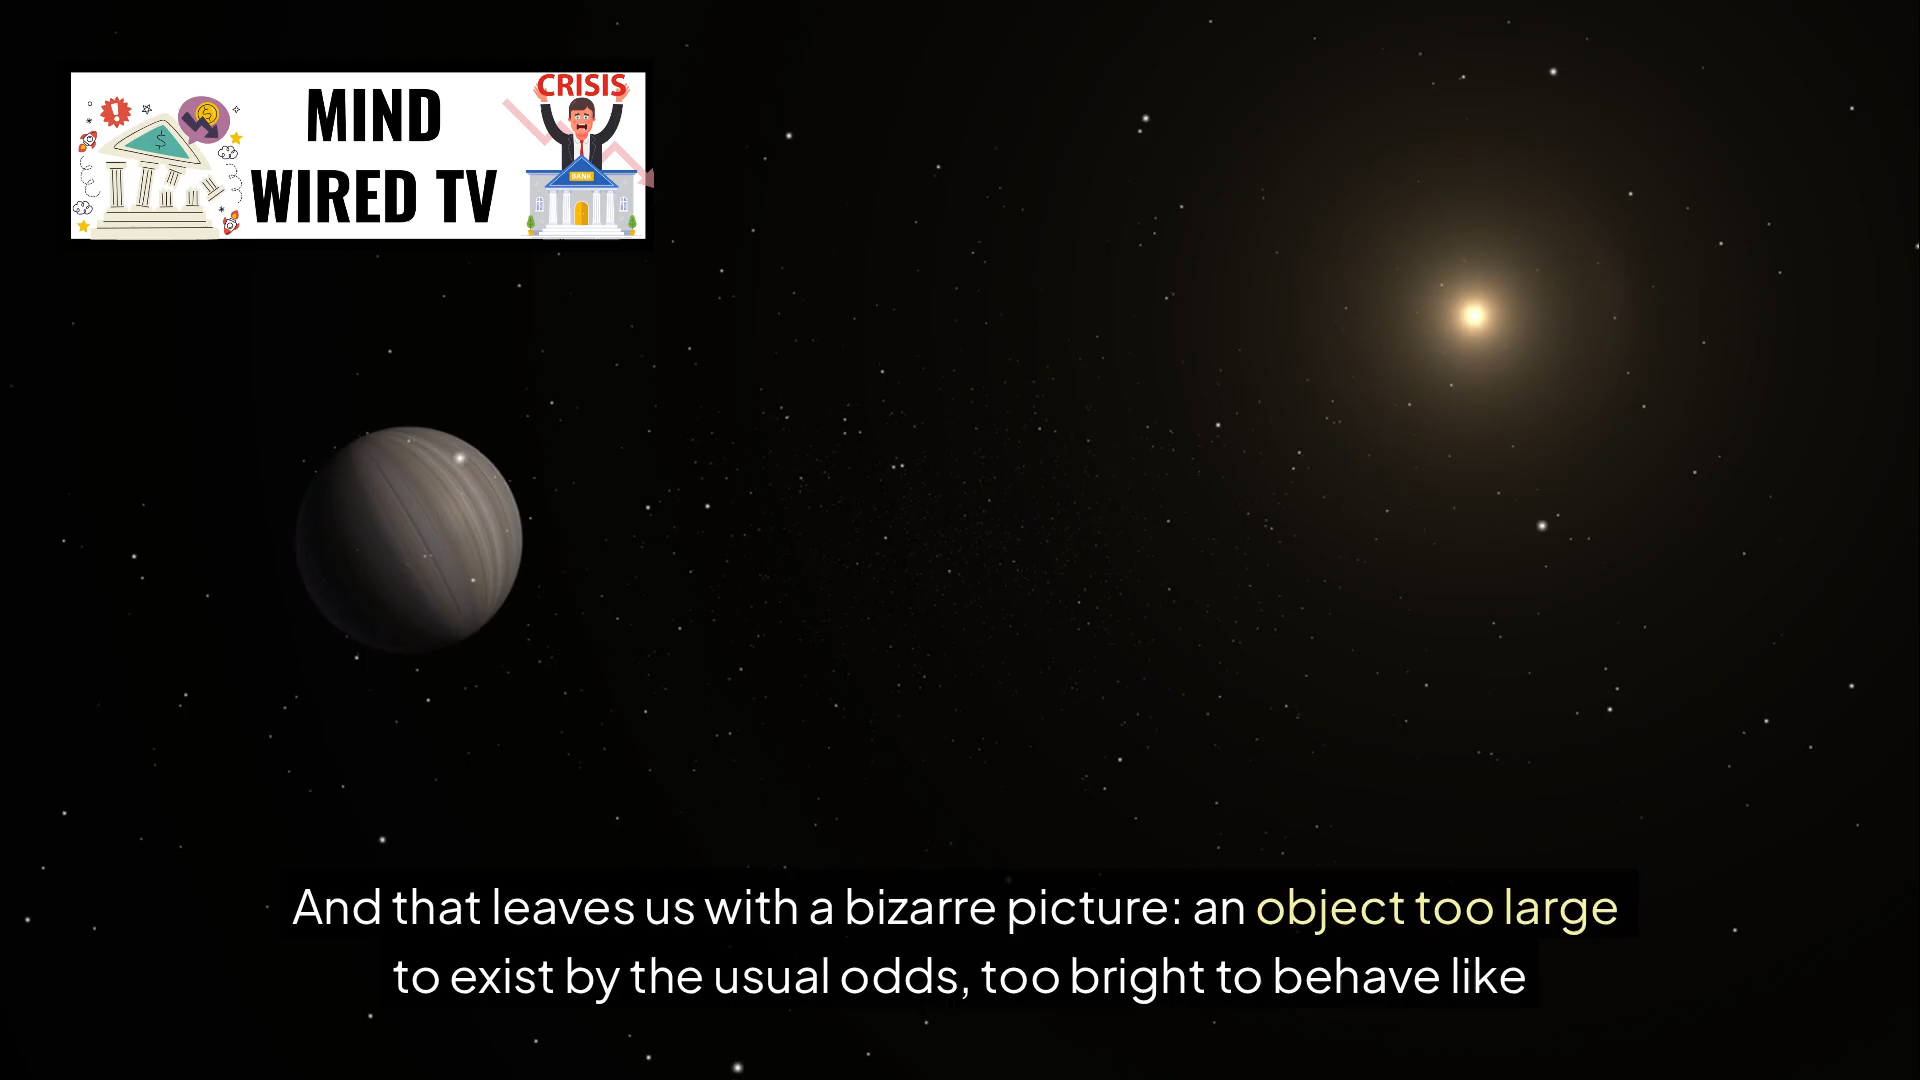 CRISIS
MIND
WIRED TV
BANK
And that leaves us with a bizarre picture: an object too large
to exist by the usual odds, too bright to behave like